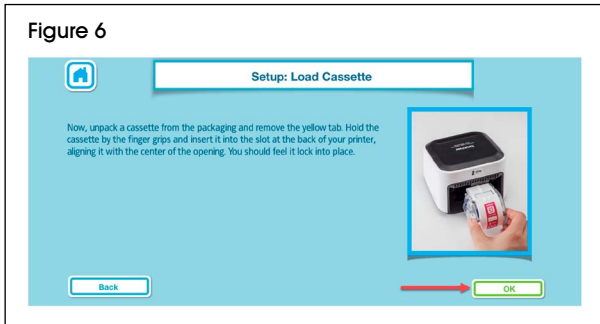 Figure 6
Setup: Load Cassette
Now, unpack a cassette from the packaging and remove the yellow tab. Hold the
cassette by the finger grips and insert it into the slot at the back of your printer,
aligning it with the center of the opening. You should feel it lock into place.
Back
OK